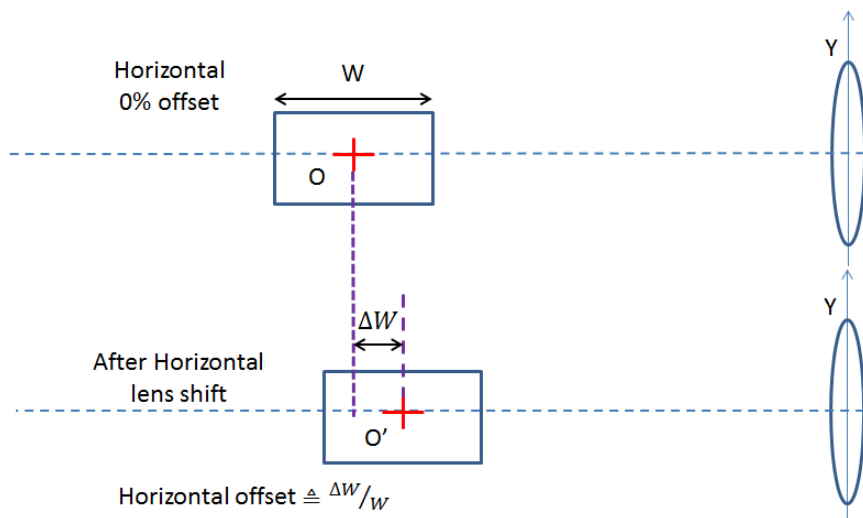 Horizontal
0% offset
W
Y
O
ΔW
Y
After Horizontal
lens shift
O’
Horizontal offset ≜ ΔW/W